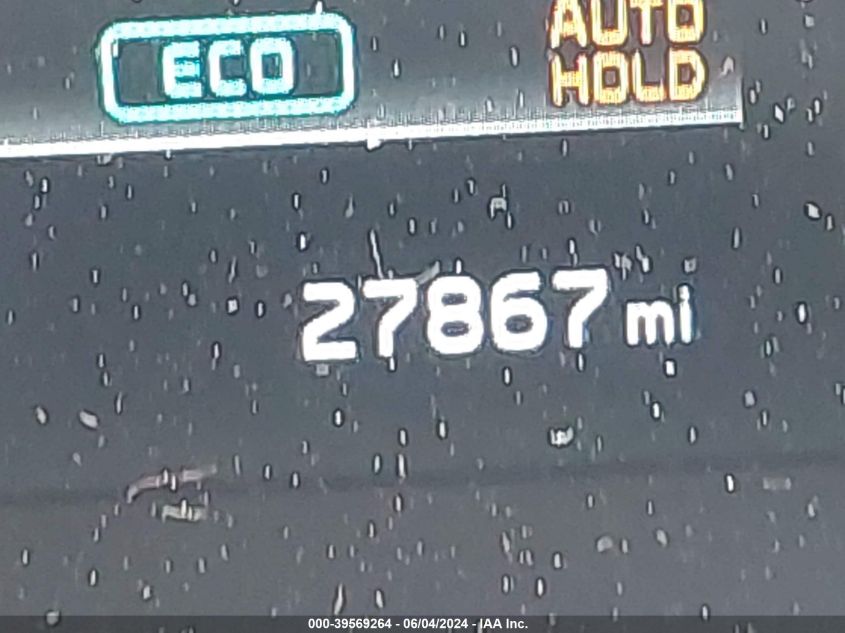 ECO
AUTO
HOLD
27867 mi
000-39569264 - 06/04/2024 - IAA Inc.